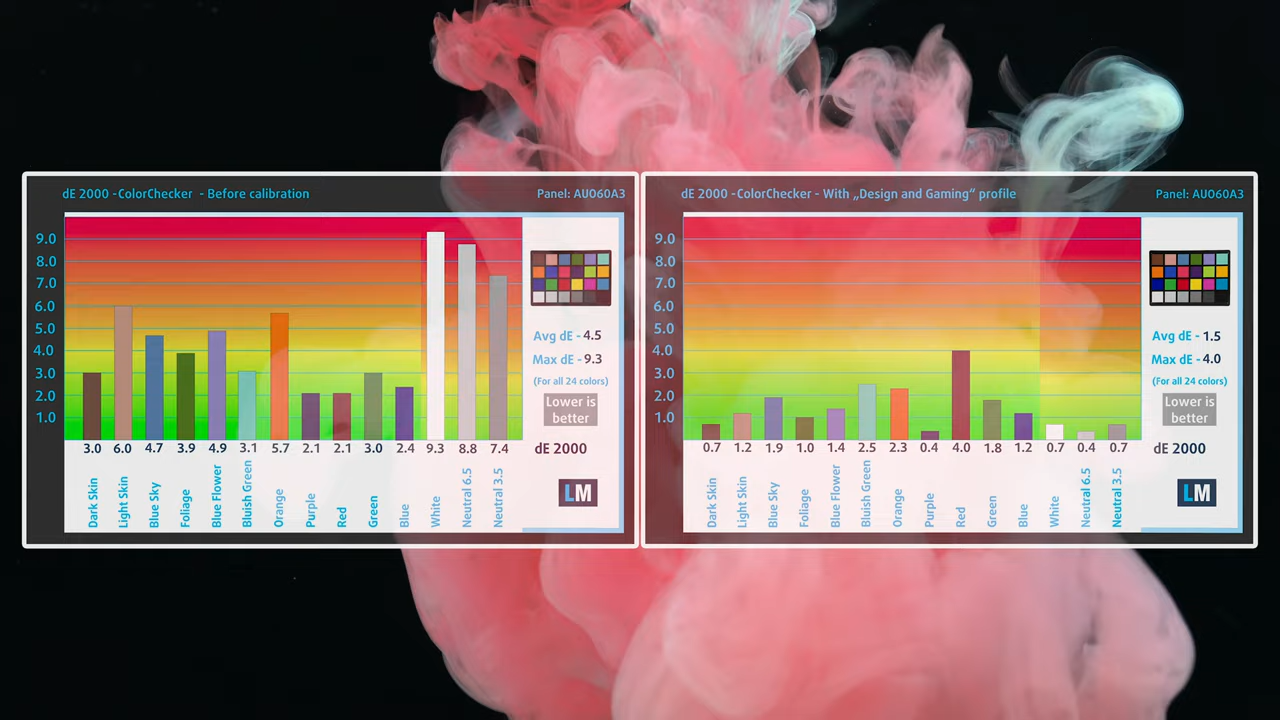 dE 2000 -ColorChecker - Before calibration
Panel: AUO60A3
9.0
8.0
7.0
6.0
5.0
4.0
3.0
2.0
1.0
3.0 6.0 4.7 3.9 4.9 3.1 5.7 2.1 2.1 3.0 2.4 9.3 8.8 7.4
Dark Skin
Light Skin
Blue Sky
Foliage
Blue Flower
Bluish Green
Orange
Purple
Red
Green
Blue
White
Neutral 6.5
Neutral 3.5
Avg dE - 4.5
Max dE - 9.3
(For all 24 colors)
Lower is
better
dE 2000
LM
dE 2000 -ColorChecker - With „Design and Gaming“ profile
Panel: AUO60A3
9.0
8.0
7.0
6.0
5.0
4.0
3.0
2.0
1.0
0.7 1.2 1.9 1.0 1.4 2.5 2.3 0.4 4.0 1.8 1.2 0.7 0.4 0.7
Dark Skin
Light Skin
Blue Sky
Foliage
Blue Flower
Bluish Green
Orange
Purple
Red
Green
Blue
White
Neutral 6.5
Neutral 3.5
Avg dE - 1.5
Max dE - 4.0
(For all 24 colors)
Lower is
better
dE 2000
LM